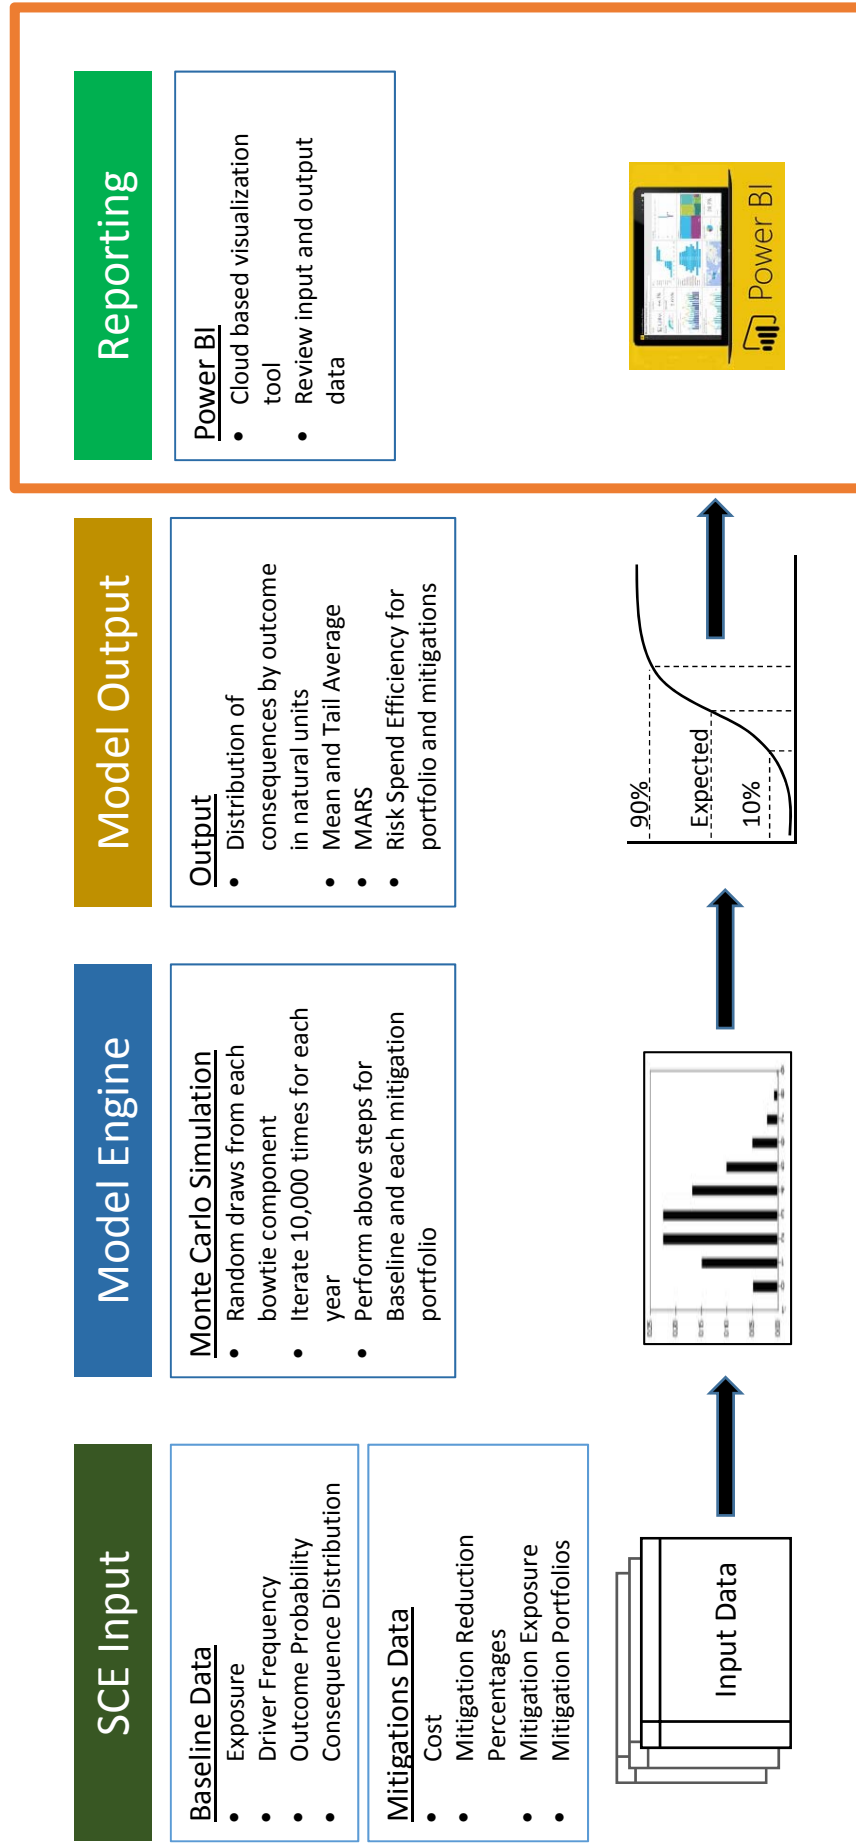 SCE Input
Baseline Data
• Exposure
• Driver Frequency
• Outcome Probability
• Consequence Distribution
Mitigations Data
• Cost
• Mitigation Reduction
Percentages
• Mitigation Exposure
• Mitigation Portfolios
Input Data
Model Engine
Monte Carlo Simulation
• Random draws from each
bowtie component
• Iterate 10,000 times for each
year
• Perform above steps for
Baseline and each mitigation
portfolio
Model Output
Output
• Distribution of
consequences by outcome
in natural units
• Mean and Tail Average
• MARS
• Risk Spend Efficiency for
portfolio and mitigations
90%
Expected
10%
Reporting
Power BI
• Cloud based visualization
tool
• Review input and output
data
Power BI